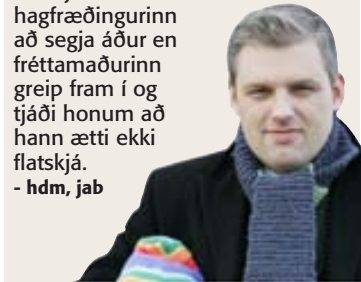 hagfræðingurinn
að segja áður en
fréttamaðurinn
greip fram í og
tjáði honum að
hann ætti ekki
flatskjá.
- hdm, jab